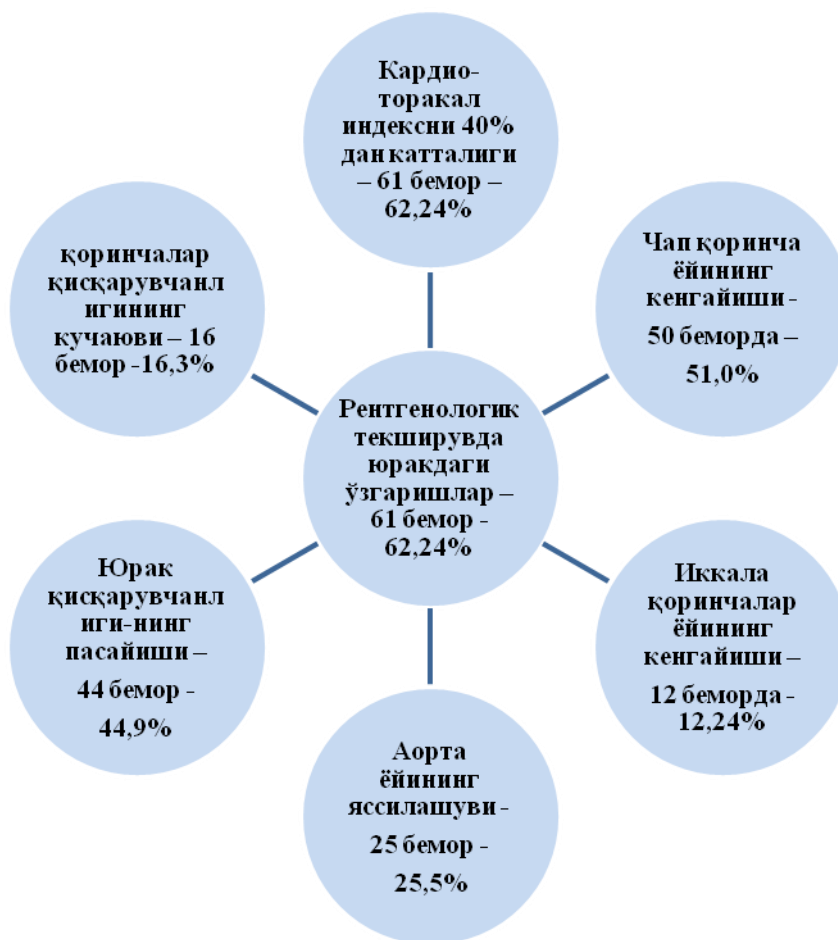 Кардио-
торакал
индексни 40%
дан катталиги
– 61 бемор –
62,24%
Чап қоринча
ёйининг
кенгайиши -
50 беморда –
51,0%
Иккала
қоринчалар
ёйининг
кенгайиши –
12 беморда -
12,24%
Аорта
ёйининг
яссилашуви -
25 бемор -
25,5%
Юрак
қисқарувчанл
иги-нинг
пасайиши –
44 бемор -
44,9%
қоринчалар
қисқарувчанл
игининг
кучаюви – 16
бемор -16,3%
Рентгенологик
текширувда
юракдаги
ўзгаришлар –
61 бемор -
62,24%